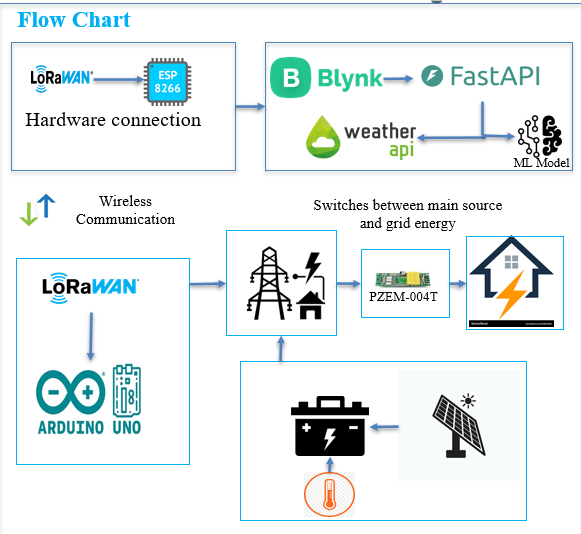 Flow Chart
LoRaWAN
ESP
8266
Hardware connection
B Blynk
FastAPI
weather
api
ML Model
Wireless
Communication
Switches between main source
and grid energy
LoRaWAN
ARDUINO UNO
PZEM-004T